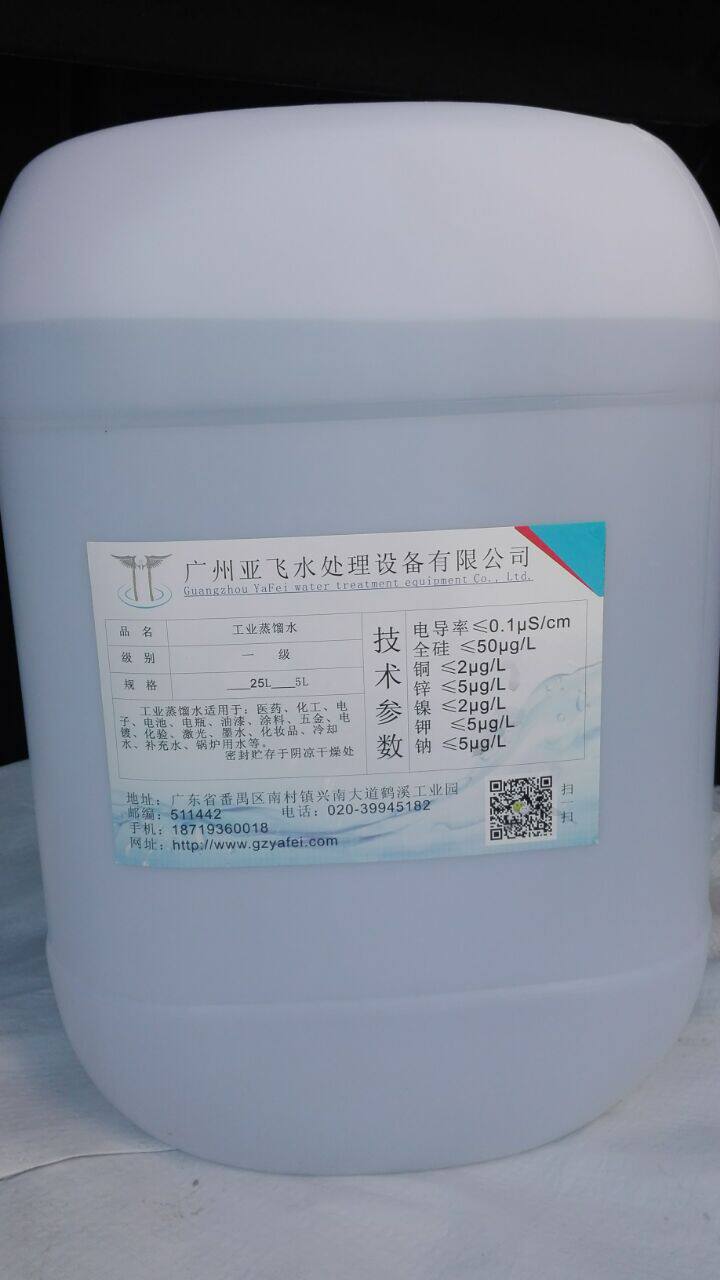 广州亚飞水处理设备有限公司
Guangzhou YaFei water treatment equipment Co., Ltd.
品 名 工业蒸馏水
级 别 一 级
规 格 ___25L___5L
工业蒸馏水适用于：医药、化工、电
子、电池、电瓶、油漆、涂料、五金、电
镀、化验、激光、墨水、化妆品、冷却
水、补充水、锅炉用水等。
密封贮存于阴凉干燥处
技术参数
电导率≤0.1μS/cm
全硅 ≤50μg/L
铜 ≤2μg/L
锌 ≤5μg/L
镍 ≤2μg/L
钾 ≤5μg/L
钠 ≤5μg/L
地址：广东省番禺区南村镇兴南大道鹤溪工业园
邮编：511442 电话：020-39945182
手机：18719360018
网址：http://www.gzyafei.com
扫一扫